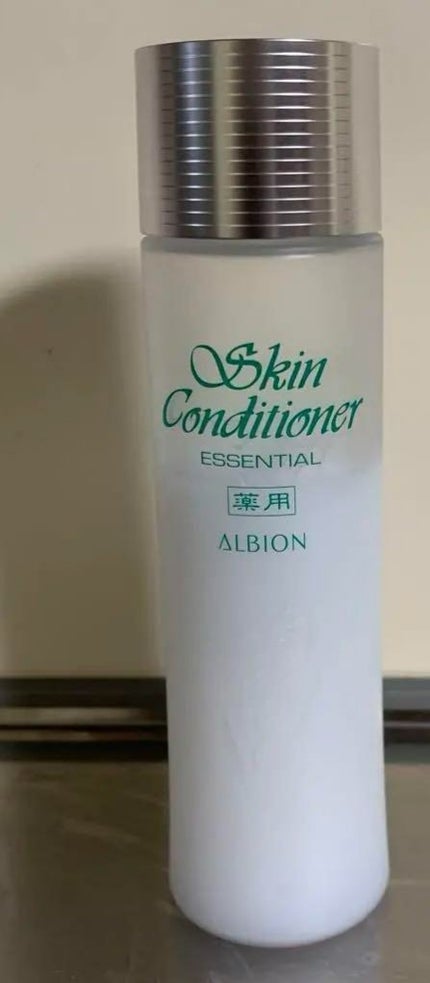 Skin
Conditioner
ESSENTIAL
薬用
ALBION